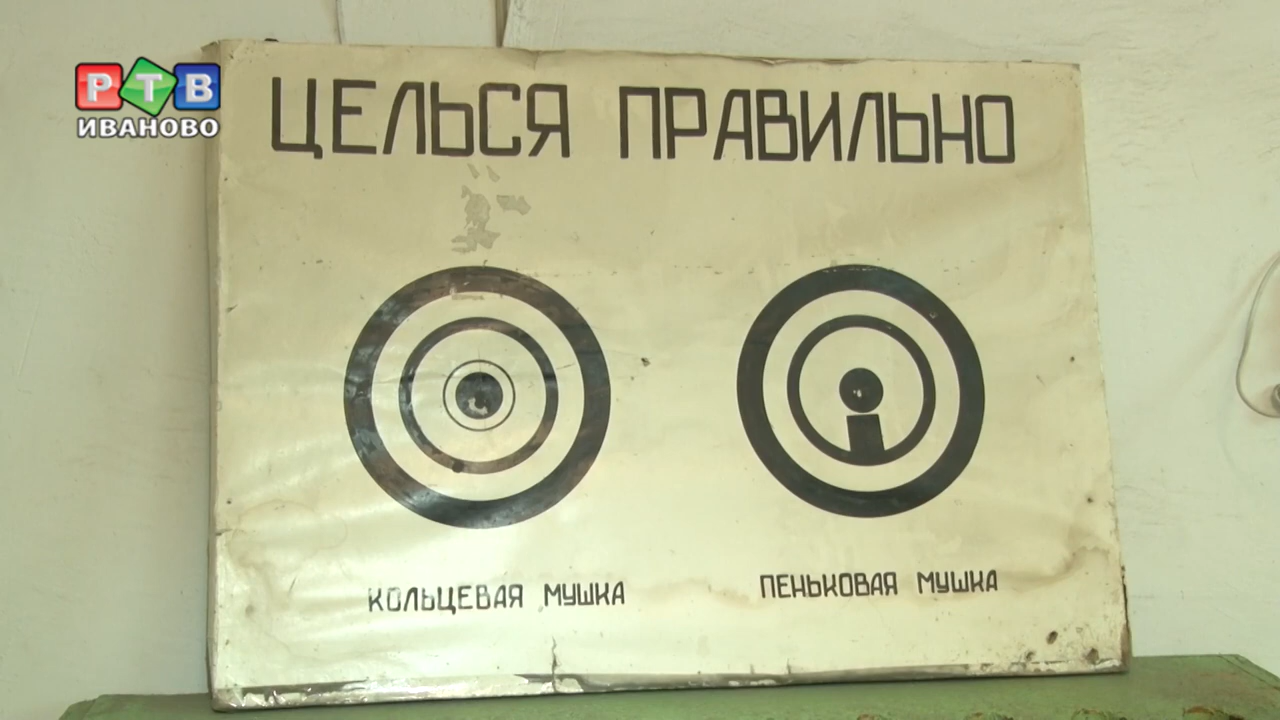 РТВ
ИВАНОВО
ЦЕЛЬСЯ ПРАВИЛЬНО
КОЛЬЦЕВАЯ МУШКА
ПЕНЬКОВАЯ МУШКА